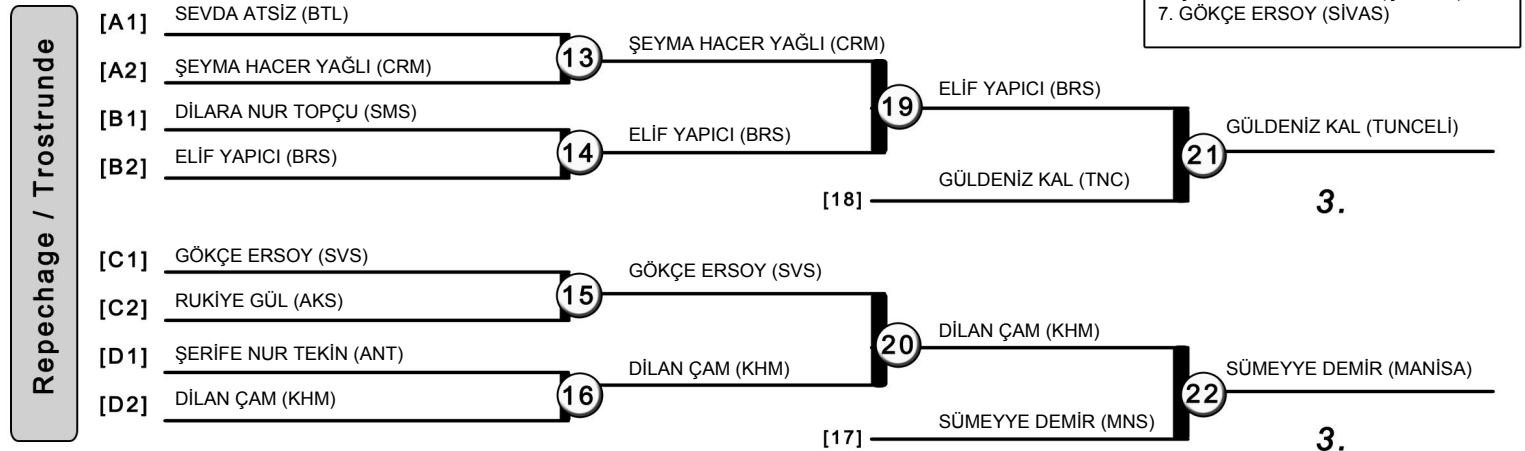 7. GÖKÇE ERSOY (SİVAS)
Repechage / Trostrunde
[A1] SEVDA ATSİZ (BTL)
[A2] ŞEYMA HACER YAĞLI (CRM)
13
ŞEYMA HACER YAĞLI (CRM)
[B1] DİLARA NUR TOPÇU (SMS)
[B2] ELİF YAPICI (BRS)
14
ELİF YAPICI (BRS)
19
ELİF YAPICI (BRS)
[18] GÜLDENİZ KAL (TNC)
21
GÜLDENİZ KAL (TUNCELİ)
3.
[C1] GÖKÇE ERSOY (SVS)
[C2] RUKİYE GÜL (AKS)
15
GÖKÇE ERSOY (SVS)
[D1] ŞERİFE NUR TEKİN (ANT)
[D2] DİLAN ÇAM (KHM)
16
DİLAN ÇAM (KHM)
20
DİLAN ÇAM (KHM)
[17] SÜMEYYE DEMİR (MNS)
22
SÜMEYYE DEMİR (MANİSA)
3.